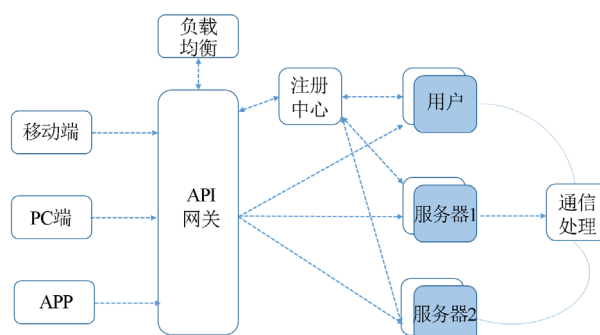 负载
均衡
注册
中心
用户
移动端
API
网关
PC端
服务器1
通信
处理
APP
服务器2